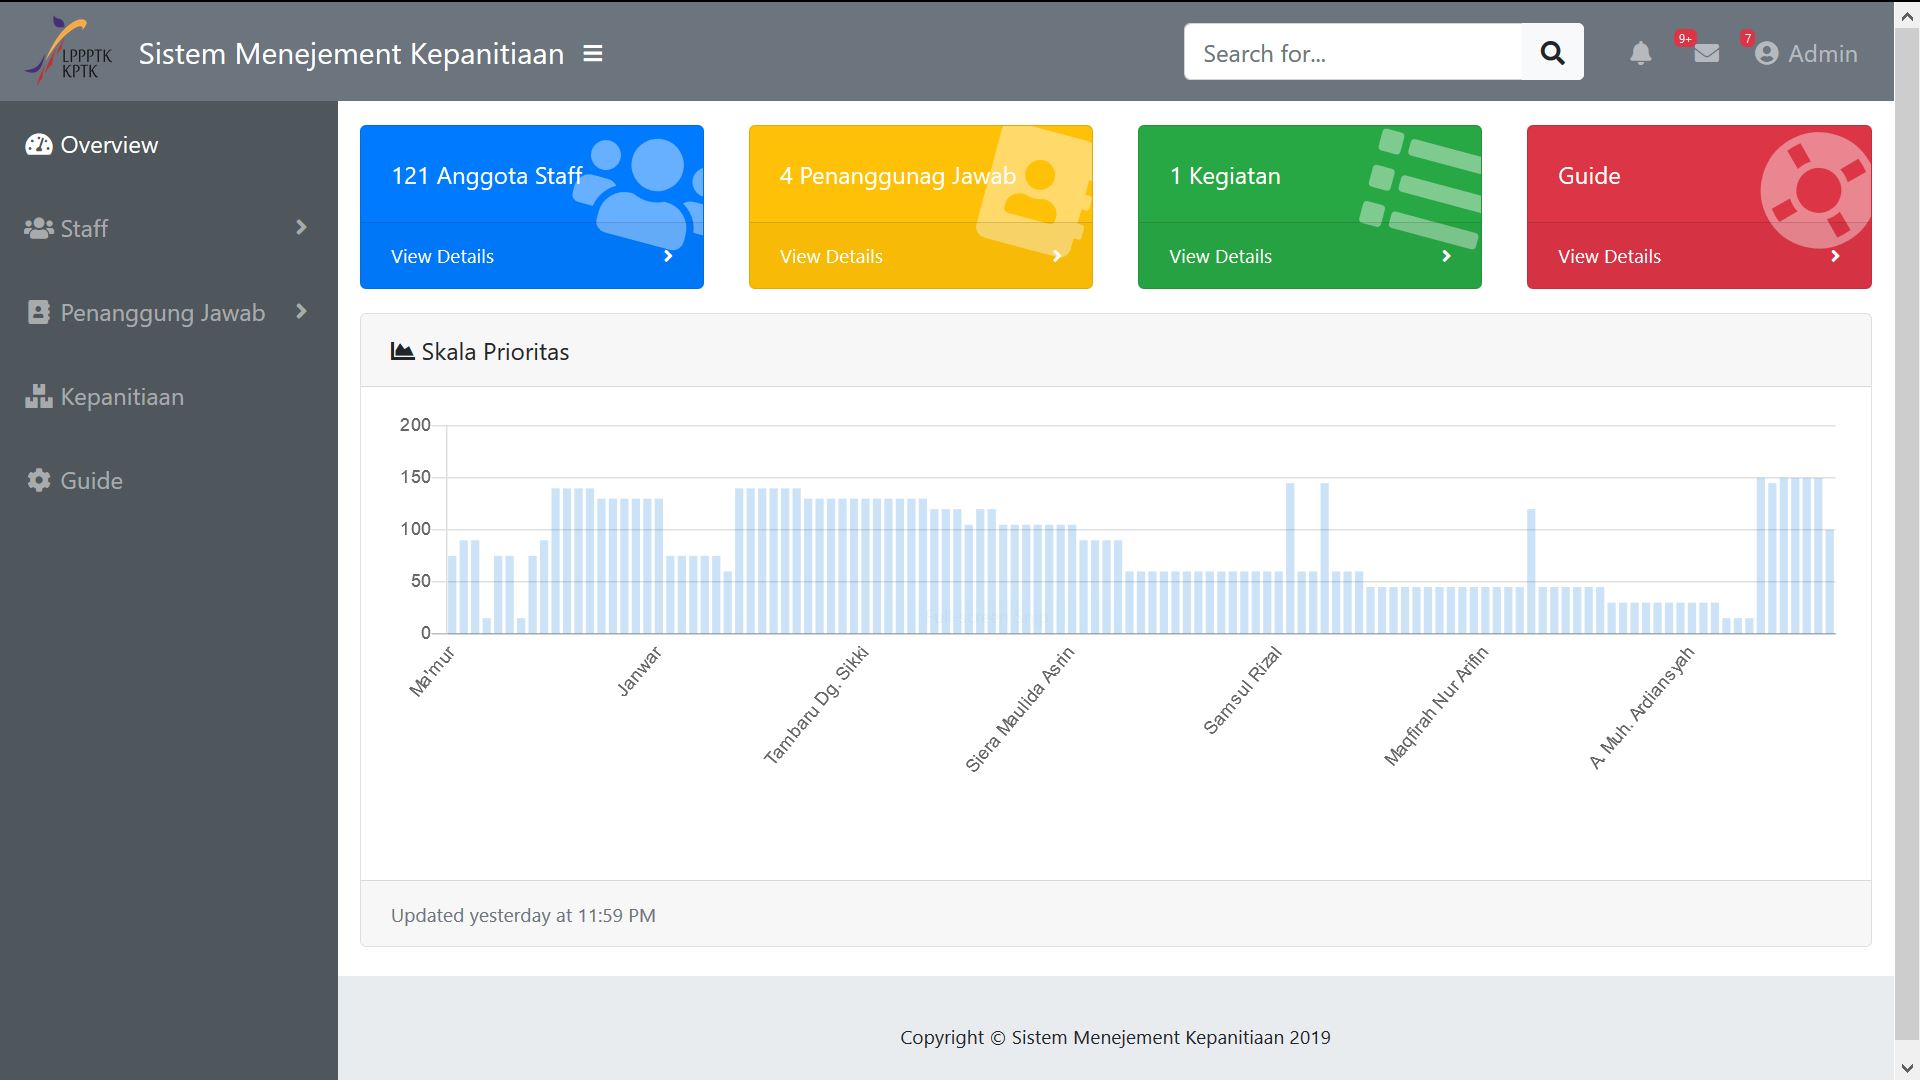 LPPPTK
KPTK
Sistem Menejement Kepanitiaan
Search for...
9+
7
Admin
Overview
Staff
Penanggung Jawab
Kepanitiaan
Guide
121 Anggota Staff
View Details
4 Penanggunag Jawab
View Details
1 Kegiatan
View Details
Guide
View Details
Skala Prioritas
200
150
100
50
0
Ma'mur
Janwar
Tambaru Dg. Sikki
Siera Maulida Asrin
Samsul Rizal
Maqfirah Nur Arifin
A. Muh. Ardiansyah
Updated yesterday at 11:59 PM
Copyright © Sistem Menejement Kepanitiaan 2019